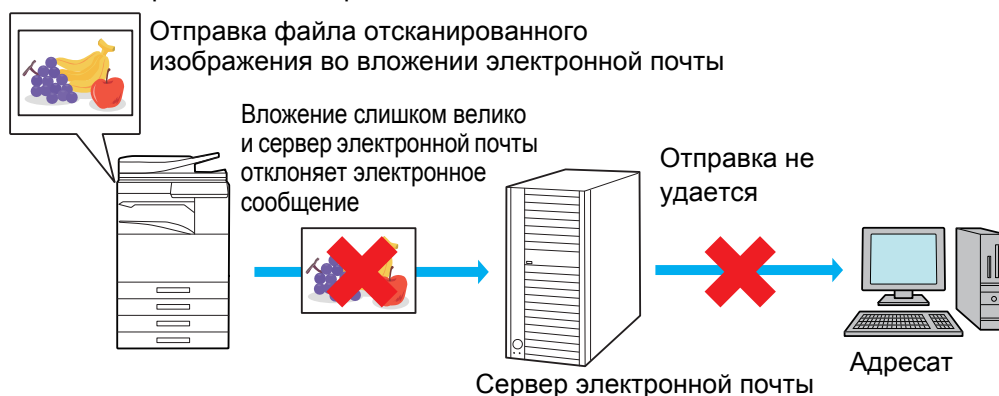 Отправка файла отсканированного
изображения во вложении электронной почты
Вложение слишком велико
и сервер электронной почты
отклоняет электронное
сообщение
Отправка не
удается
Адресат
Сервер электронной почты